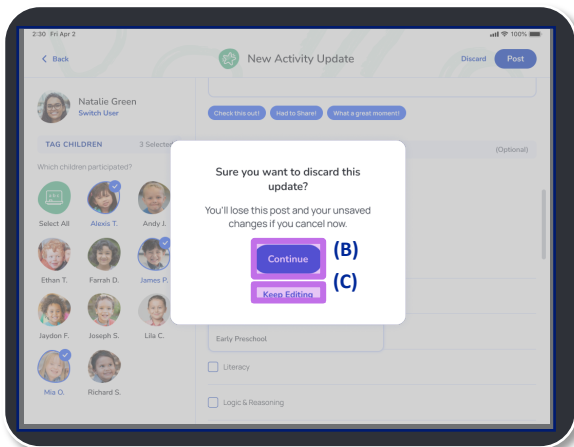 2:30 Fri Apr 2
100%
Back
New Activity Update
Discard
Post
Natalie Green
Switch User
Check this out!
Had to Share!
What a great moment!
TAG CHILDREN
3 Selected
(Optional)
Which children participated?
Select All
Alexis T.
Andy J.
Ethan T.
Farrah D.
James P.
Jaydon F.
Joseph S.
Lila C.
Mia O.
Richard S.
Sure you want to discard this
update?
You'll lose this post and your unsaved
changes if you cancel now.
Continue
(B)
Keep Editing
(C)
Early Preschool
Literacy
Logic & Reasoning